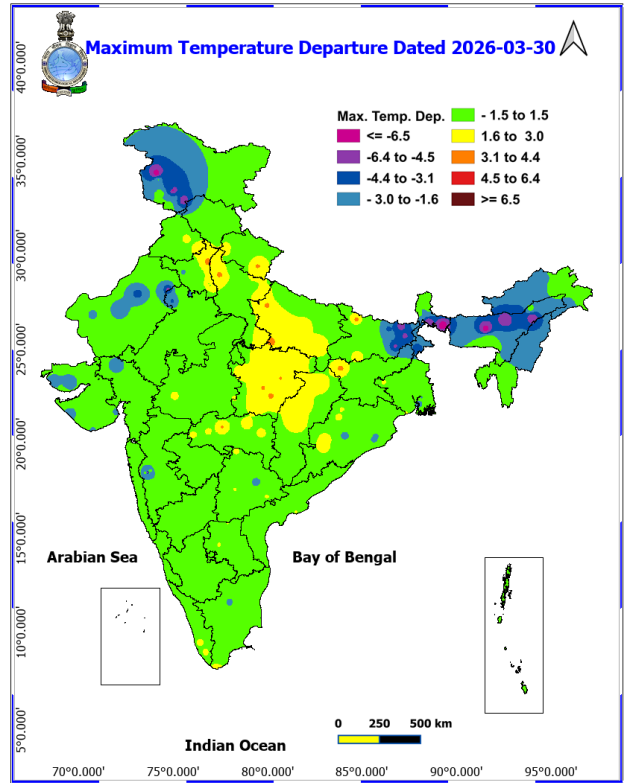 Maximum Temperature Departure Dated 2026-03-30
Max. Temp. Dep.
<= -6.5
-6.4 to -4.5
-4.4 to -3.1
- 3.0 to -1.6
- 1.5 to 1.5
1.6 to 3.0
3.1 to 4.4
4.5 to 6.4
>= 6.5
40°0.000'
35°0.000'
30°0.000'
25°0.000'
20°0.000'
15°0.000'
10°0.000'
5°0.000'
Arabian Sea
Bay of Bengal
Indian Ocean
0 250 500 km
70°0.000' 75°0.000' 80°0.000' 85°0.000' 90°0.000' 95°0.000'